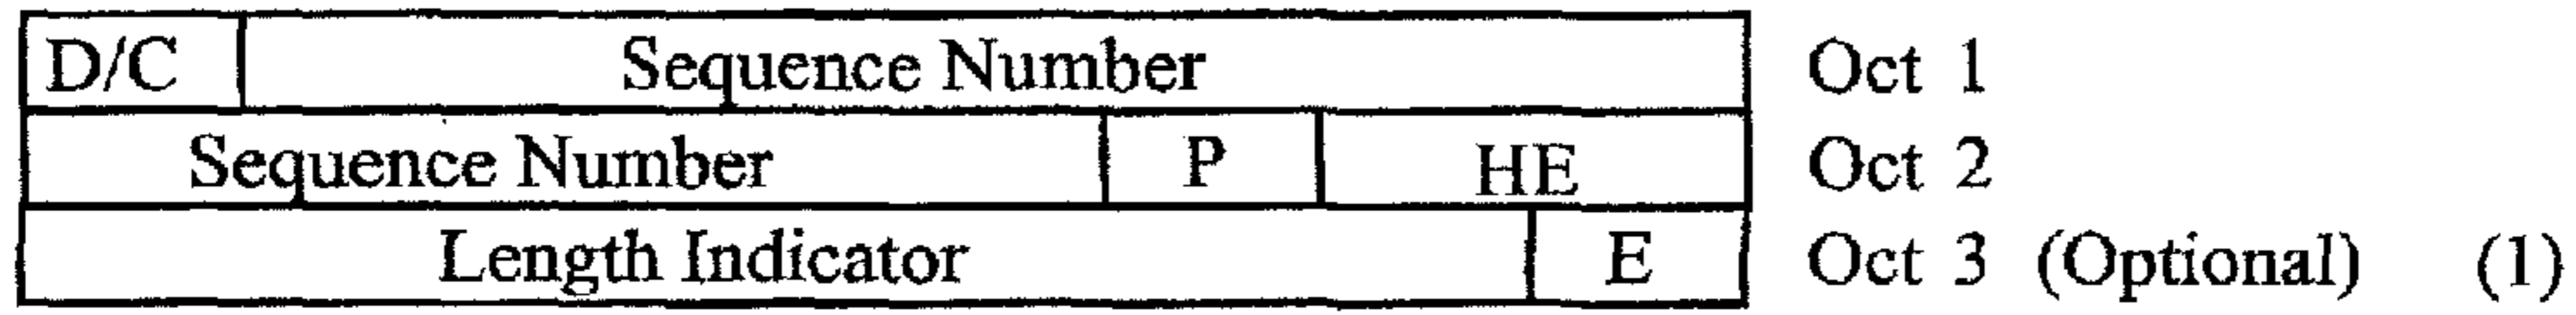 D/C Sequence Number Oct 1
Sequence Number P HE Oct 2
Length Indicator E Oct 3 (Optional) (1)